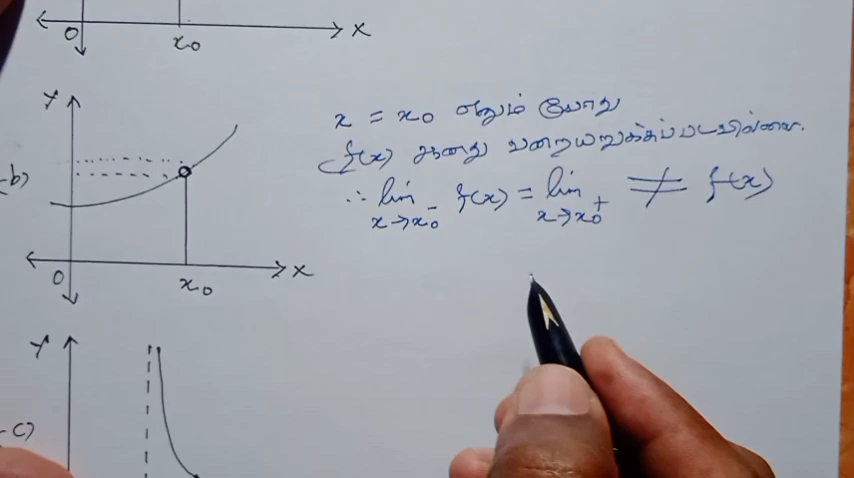 0 x₀ X
Y
x = x₀ எனும் போது
f(x) ஆனது வரையறுக்கப்படவில்லை.
b)
∴ lim x→x₀⁻ f(x) = lim x→x₀⁺ ≠ f(x)
0 x₀ X
Y
c)